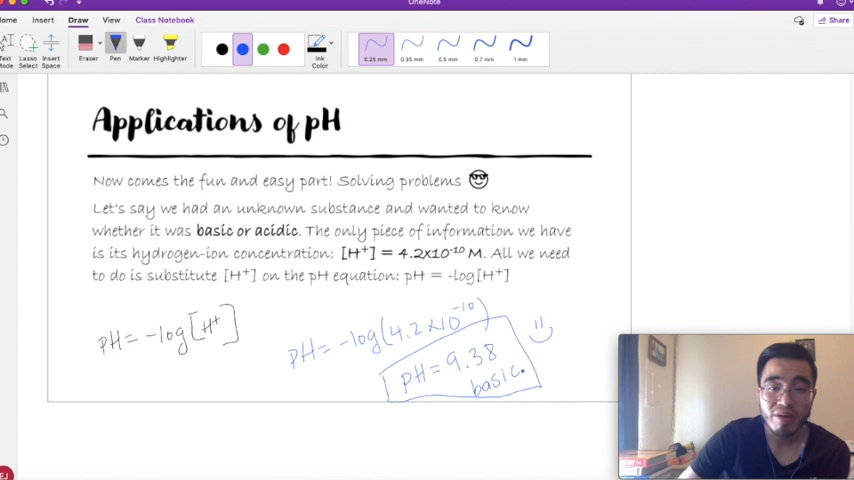 OneNote
Home Insert Draw View Class Notebook
Share
Text Mode
Lasso Select
Insert Space
Eraser
Pen
Marker
Highlighter
Ink Color
0.25 mm
0.35 mm
0.5 mm
0.7 mm
1 mm
Applications of pH
Now comes the fun and easy part! Solving problems 😎
Let's say we had an unknown substance and wanted to know
whether it was basic or acidic. The only piece of information we have
is its hydrogen-ion concentration: [H⁺] = 4.2X10⁻¹⁰ M. All we need
to do is substitute [H⁺] on the pH equation: pH = -log[H⁺]
pH = -log[H⁺]
pH = -log(4.2×10⁻¹⁰)
pH = 9.38
basic.
EJ